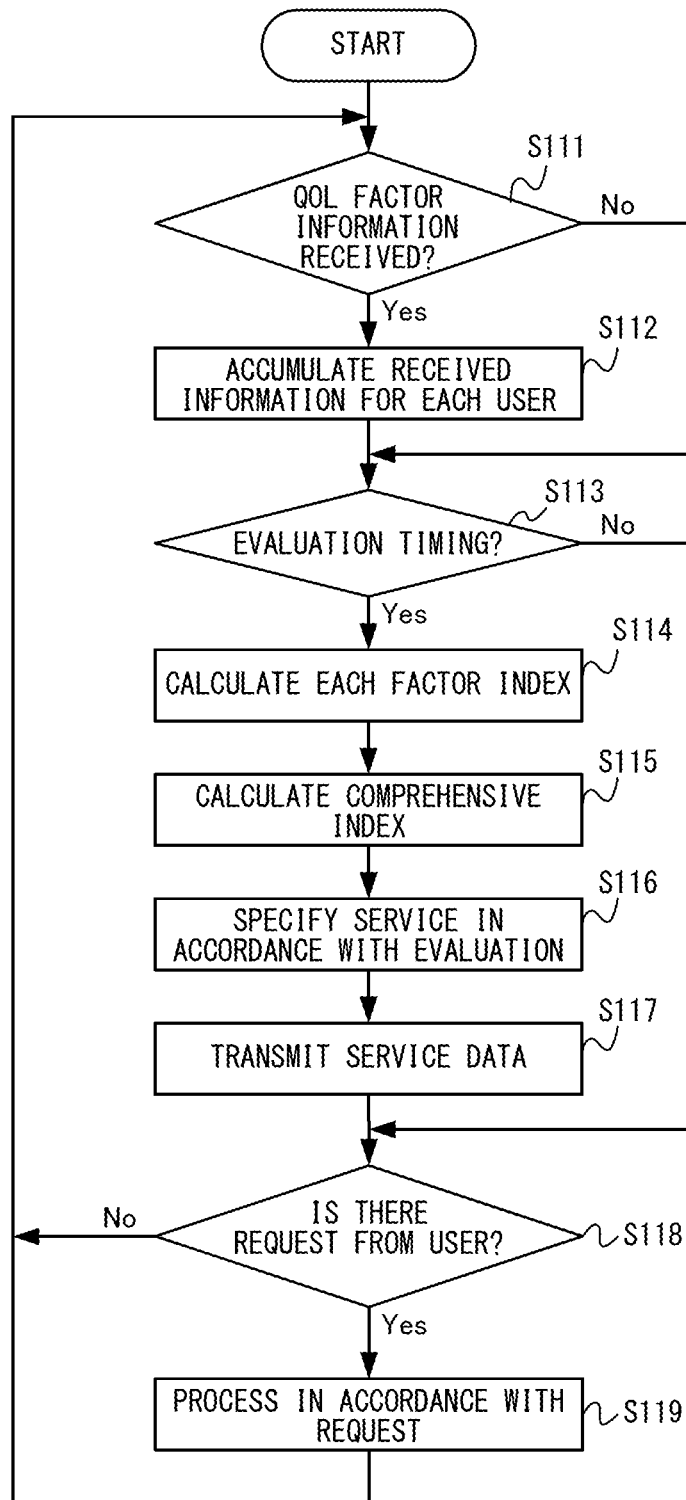 START
S111
QOL FACTOR
INFORMATION
RECEIVED?
No
Yes
S112
ACCUMULATE RECEIVED
INFORMATION FOR EACH USER
S113
EVALUATION TIMING?
No
Yes
S114
CALCULATE EACH FACTOR INDEX
S115
CALCULATE COMPREHENSIVE
INDEX
S116
SPECIFY SERVICE IN
ACCORDANCE WITH EVALUATION
S117
TRANSMIT SERVICE DATA
No
IS THERE
REQUEST FROM USER?
S118
Yes
PROCESS IN ACCORDANCE WITH
REQUEST
S119